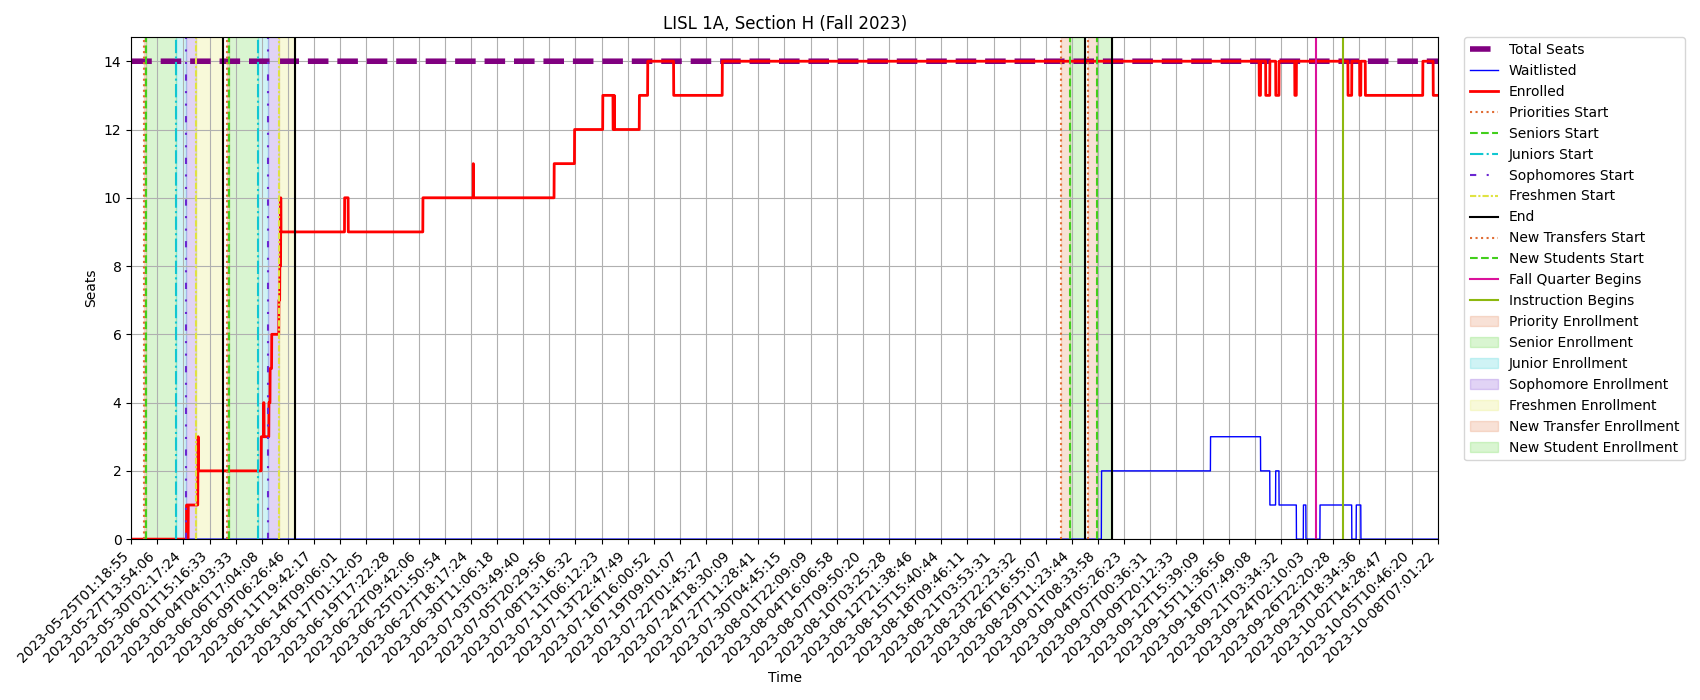 LISL 1A, Section H (Fall 2023)
Seats
14
12
10
8
6
4
2
0
2023-05-25T01:18:55
2023-05-27T13:54:06
2023-05-30T02:17:24
2023-06-01T15:16:33
2023-06-04T04:03:33
2023-06-06T17:04:08
2023-06-09T06:26:46
2023-06-11T19:42:17
2023-06-14T09:06:01
2023-06-17T01:12:05
2023-06-19T17:22:28
2023-06-22T09:42:06
2023-06-25T01:50:54
2023-06-27T18:17:24
2023-06-30T11:06:18
2023-07-03T03:49:40
2023-07-05T20:29:56
2023-07-08T13:16:32
2023-07-11T06:12:23
2023-07-13T22:47:49
2023-07-16T16:00:52
2023-07-19T09:01:07
2023-07-22T01:45:27
2023-07-24T18:30:09
2023-07-27T11:28:41
2023-07-30T04:45:15
2023-08-01T22:09:09
2023-08-04T16:06:58
2023-08-07T09:50:20
2023-08-10T03:25:28
2023-08-12T21:38:46
2023-08-15T15:40:44
2023-08-18T09:46:11
2023-08-21T03:53:31
2023-08-23T22:23:32
2023-08-26T16:55:07
2023-08-29T11:23:44
2023-09-01T08:33:58
2023-09-04T05:26:23
2023-09-07T00:36:31
2023-09-09T20:12:33
2023-09-12T15:39:09
2023-09-15T11:36:56
2023-09-18T07:49:08
2023-09-21T03:34:32
2023-09-24T02:10:03
2023-09-26T22:20:28
2023-09-29T18:34:36
2023-10-02T14:28:47
2023-10-05T10:46:20
2023-10-08T07:01:22
Time
Total Seats
Waitlisted
Enrolled
Priorities Start
Seniors Start
Juniors Start
Sophomores Start
Freshmen Start
End
New Transfers Start
New Students Start
Fall Quarter Begins
Instruction Begins
Priority Enrollment
Senior Enrollment
Junior Enrollment
Sophomore Enrollment
Freshmen Enrollment
New Transfer Enrollment
New Student Enrollment